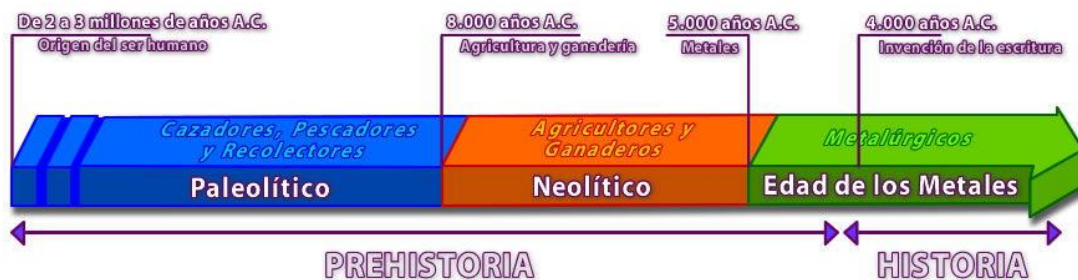 De 2 a 3 millones de años A.C.
Origen del ser humano
8.000 años A.C.
Agricultura y ganadería
5.000 años A.C.
Metales
4.000 años A.C.
Invención de la escritura
Cazadores, Pescadores
y Recolectores
Agricultores y
Ganaderos
Metalúrgicos
Paleolítico
Neolítico
Edad de los Metales
PREHISTORIA
HISTORIA